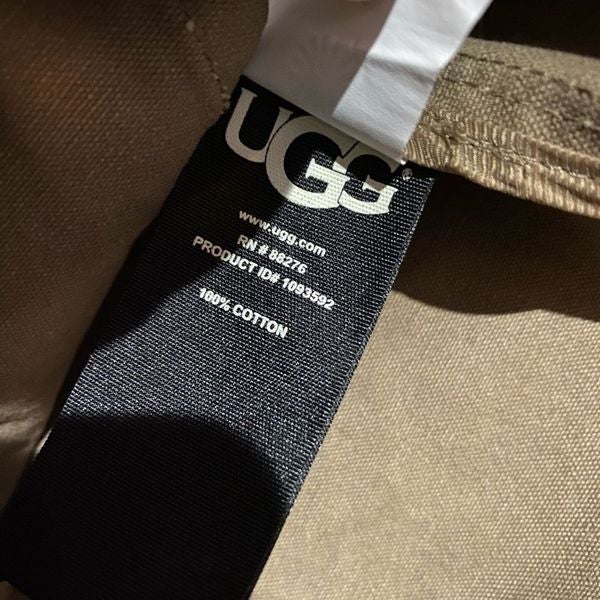 UGG®
www.ugg.com
RN # 88276
PRODUCT ID# 1093592
100% COTTON